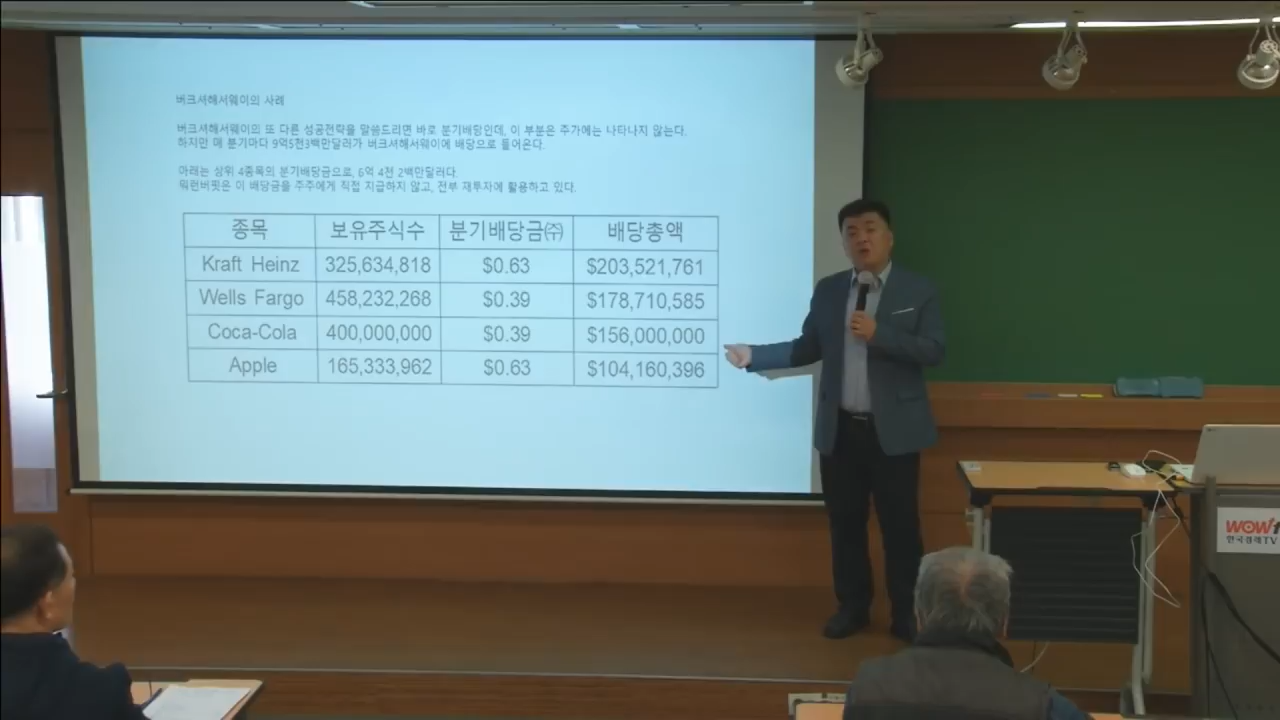 버크셔해서웨이의 사례
버크셔해서웨이의 또 다른 성공전략을 말씀드리면 바로 분기배당인데, 이 부분은 주가에는 나타나지 않는다.
하지만 매 분기마다 9억5천3백만달러가 버크셔해서웨이에 배당으로 들어온다.
아래는 상위 4종목의 분기배당금으로, 6억 4천 2백만달러다.
워런버핏은 이 배당금을 주주에게 직접 지급하지 않고, 전부 재투자에 활용하고 있다.
종목 보유주식수 분기배당금㈜ 배당총액
Kraft Heinz 325,634,818 $0.63 $203,521,761
Wells Fargo 458,232,268 $0.39 $178,710,585
Coca-Cola 400,000,000 $0.39 $156,000,000
Apple 165,333,962 $0.63 $104,160,396
WOW
한국경제TV